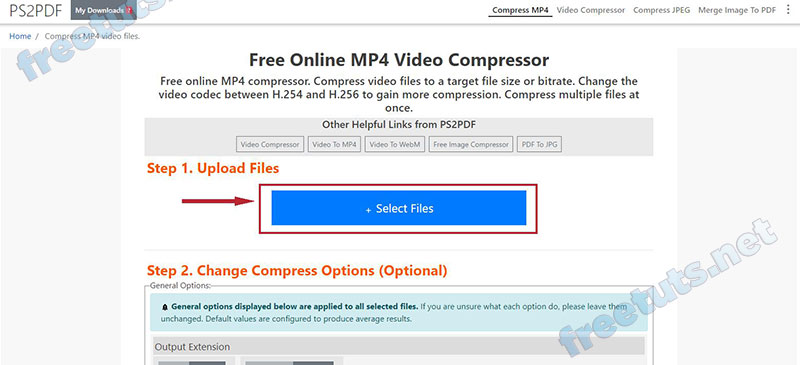 PS2PDF
My Downloads
Compress MP4 Video Compressor Compress JPEG Merge Image To PDF
Home / Compress MP4 video files.
freetuts.net
Free Online MP4 Video Compressor
Free online MP4 compressor. Compress video files to a target file size or bitrate. Change the
video codec between H.254 and H.256 to gain more compression. Compress multiple files at
once.
Other Helpful Links from PS2PDF
Video Compressor Video To MP4 Video To WebM Free Image Compressor PDF To JPG
Step 1. Upload Files
+ Select Files
Step 2. Change Compress Options (Optional)
General Options:
General options displayed below are applied to all selected files. If you are unsure what each option do, please leave them
unchanged. Default values are configured to produce average results.
Output Extension
freetuts.net